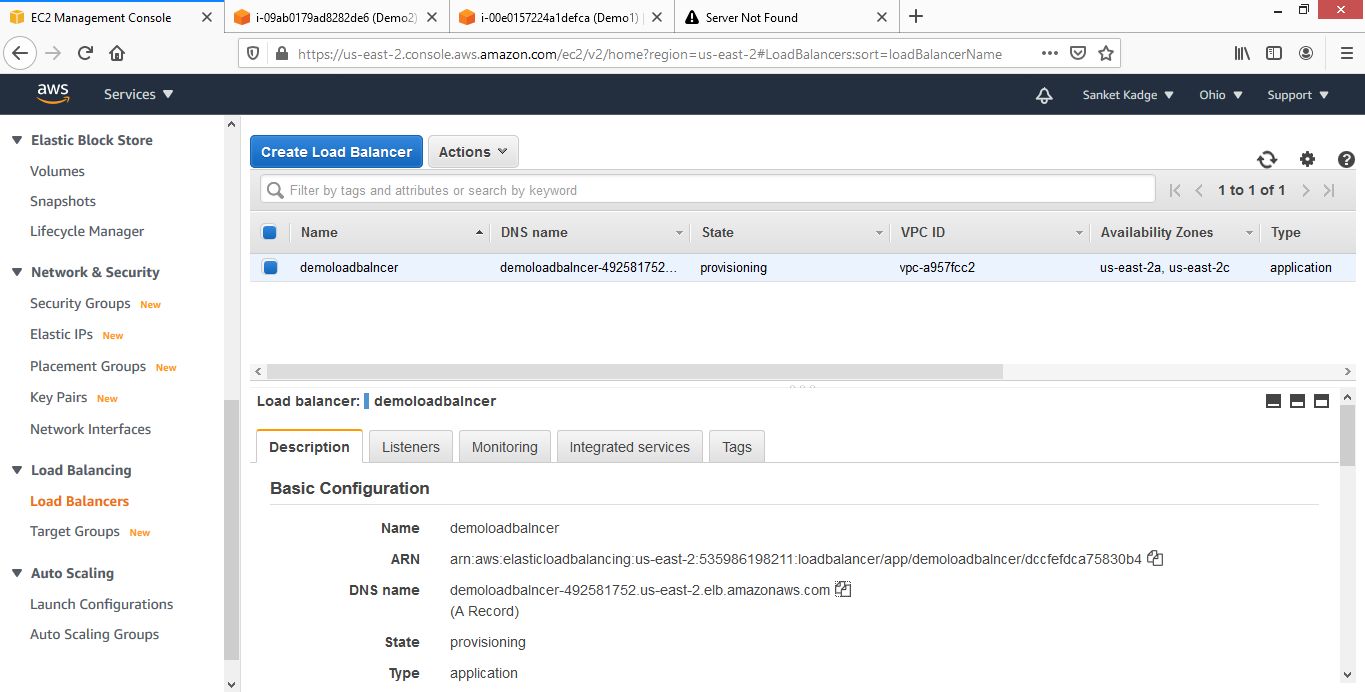 EC2 Management Console
i-09ab0179ad8282de6 (Demo2)
i-00e0157224a1defca (Demo1)
Server Not Found
https://us-east-2.console.aws.amazon.com/ec2/v2/home?region=us-east-2#LoadBalancers:sort=loadBalancerName
aws
Services
Sanket Kadge
Ohio
Support
Elastic Block Store
Volumes
Snapshots
Lifecycle Manager
Network & Security
Security Groups New
Elastic IPs New
Placement Groups New
Key Pairs New
Network Interfaces
Load Balancing
Load Balancers
Target Groups New
Auto Scaling
Launch Configurations
Auto Scaling Groups
Create Load Balancer
Actions
Filter by tags and attributes or search by keyword
1 to 1 of 1
Name DNS name State VPC ID Availability Zones Type
demoloadbalncer demoloadbalncer-492581752... provisioning vpc-a957fcc2 us-east-2a, us-east-2c application
Load balancer: demoloadbalncer
Description Listeners Monitoring Integrated services Tags
Basic Configuration
Name demoloadbalncer
ARN arn:aws:elasticloadbalancing:us-east-2:535986198211:loadbalancer/app/demoloadbalncer/dccfefdca75830b4
DNS name demoloadbalncer-492581752.us-east-2.elb.amazonaws.com
(A Record)
State provisioning
Type application